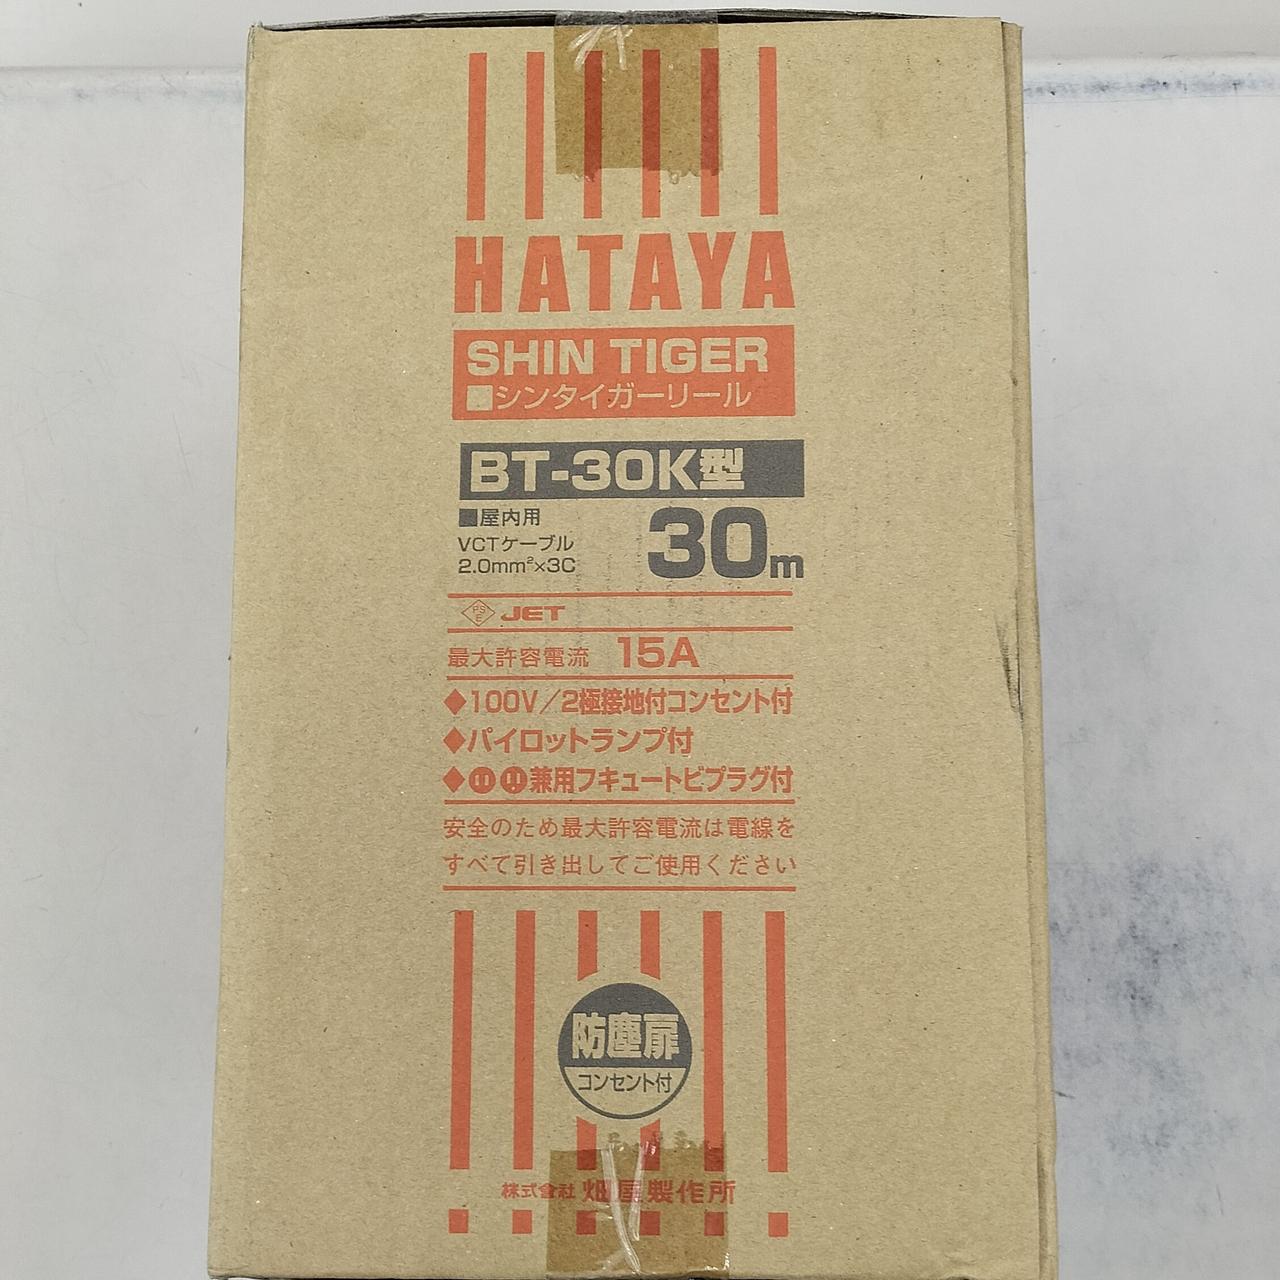 HATAYA
SHIN TIGER
■シンタイガーリール
BT-30K型
■屋内用
VCTケーブル
2.0mm²×3C
30m
PSE JET
最大許容電流 15A
◆100V／2極接地付コンセント付
◆パイロットランプ付
◆兼用フキュートビプラグ付
安全のため最大許容電流は電線を
すべて引き出してご使用ください
防塵扉
コンセント付
株式会社 畑屋製作所